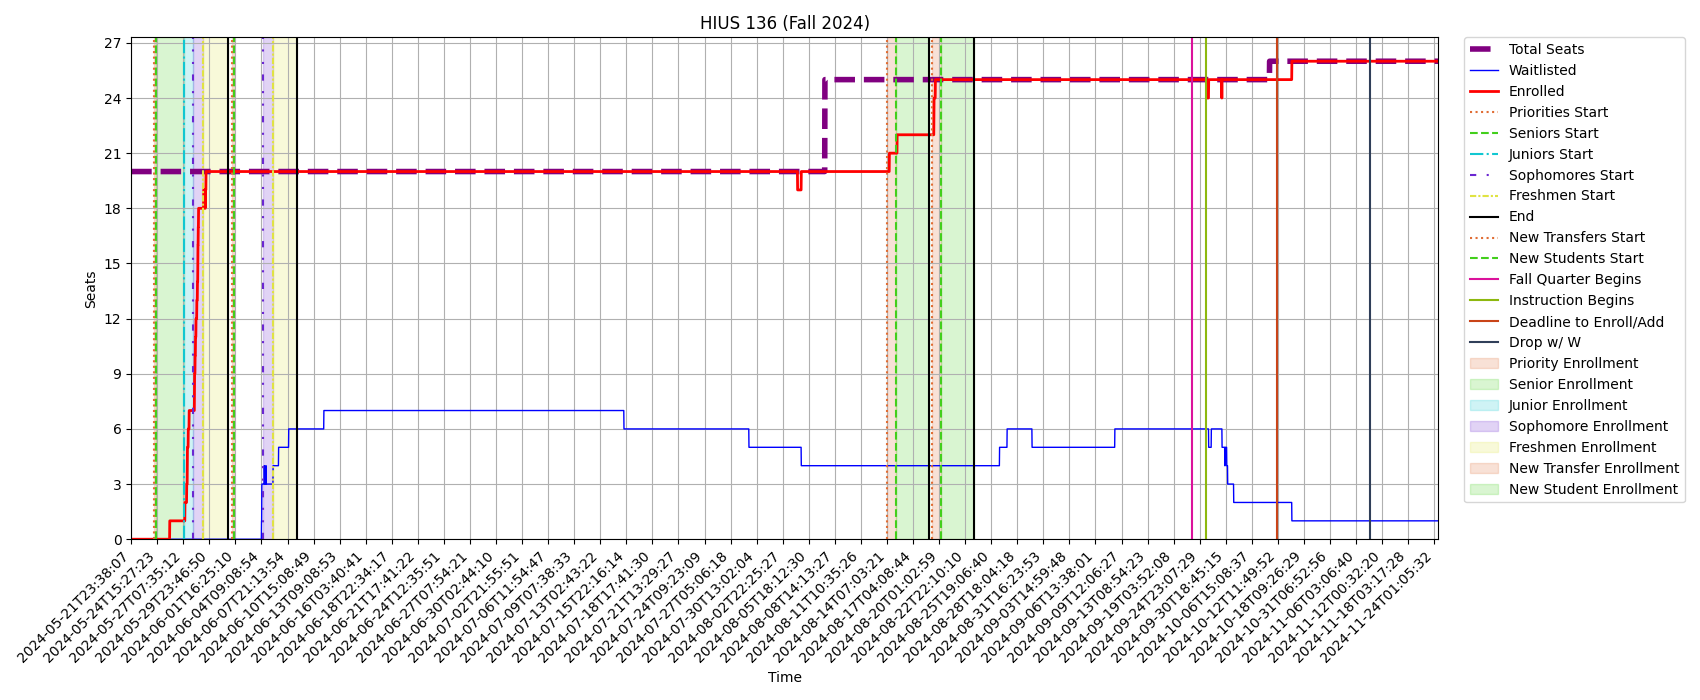 HIUS 136 (Fall 2024)
27
24
21
18
15
12
9
6
3
0
Seats
2024-05-21T23:38:07
2024-05-24T15:27:23
2024-05-27T07:35:12
2024-05-29T23:46:50
2024-06-01T16:25:10
2024-06-04T09:08:54
2024-06-07T21:13:54
2024-06-10T15:08:49
2024-06-13T09:08:53
2024-06-16T03:40:41
2024-06-18T22:34:17
2024-06-21T17:41:22
2024-06-24T12:35:51
2024-06-27T07:54:21
2024-06-30T02:44:10
2024-07-02T21:55:51
2024-07-06T11:54:47
2024-07-09T07:38:33
2024-07-13T02:43:22
2024-07-15T22:16:14
2024-07-18T17:41:30
2024-07-21T13:29:27
2024-07-24T09:23:09
2024-07-27T05:06:18
2024-07-30T13:02:04
2024-08-02T22:25:27
2024-08-05T18:12:30
2024-08-08T14:13:27
2024-08-11T10:35:26
2024-08-14T07:03:21
2024-08-17T04:08:44
2024-08-20T01:02:59
2024-08-22T22:10:10
2024-08-25T19:06:40
2024-08-28T18:04:18
2024-08-31T16:23:53
2024-09-03T14:59:48
2024-09-06T13:38:01
2024-09-09T12:06:27
2024-09-13T08:54:23
2024-09-19T03:52:08
2024-09-24T23:07:29
2024-09-30T18:45:15
2024-10-06T15:08:37
2024-10-12T11:49:52
2024-10-18T09:26:29
2024-10-31T06:52:56
2024-11-06T03:06:40
2024-11-12T00:32:20
2024-11-18T03:17:28
2024-11-24T01:05:32
Time
Total Seats
Waitlisted
Enrolled
Priorities Start
Seniors Start
Juniors Start
Sophomores Start
Freshmen Start
End
New Transfers Start
New Students Start
Fall Quarter Begins
Instruction Begins
Deadline to Enroll/Add
Drop w/ W
Priority Enrollment
Senior Enrollment
Junior Enrollment
Sophomore Enrollment
Freshmen Enrollment
New Transfer Enrollment
New Student Enrollment